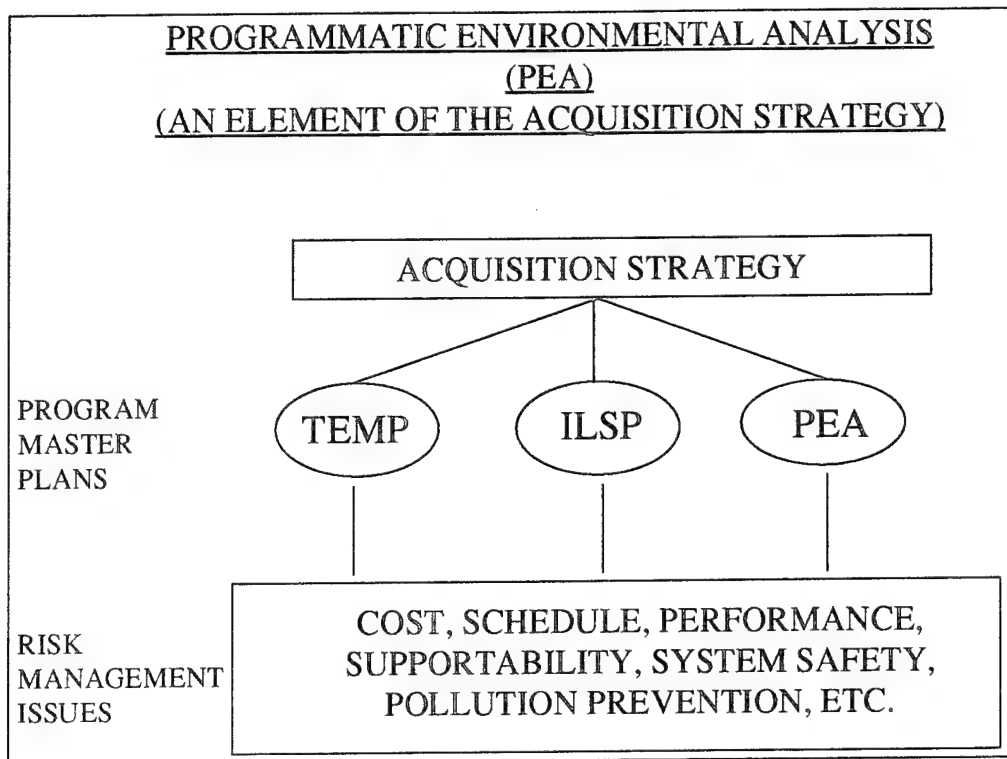 PROGRAMMATIC ENVIRONMENTAL ANALYSIS
(PEA)
(AN ELEMENT OF THE ACQUISITION STRATEGY)
ACQUISITION STRATEGY
PROGRAM
MASTER
PLANS
TEMP
ILSP
PEA
RISK
MANAGEMENT
ISSUES
COST, SCHEDULE, PERFORMANCE,
SUPPORTABILITY, SYSTEM SAFETY,
POLLUTION PREVENTION, ETC.